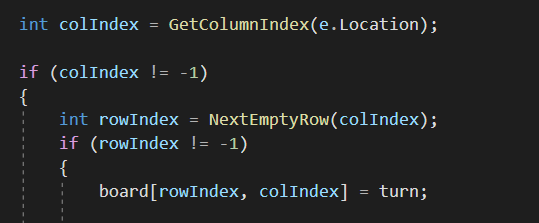 int colIndex = GetColumnIndex(e.Location);
if (colIndex != -1)
{
int rowIndex = NextEmptyRow(colIndex);
if (rowIndex != -1)
{
board[rowIndex, colIndex] = turn;